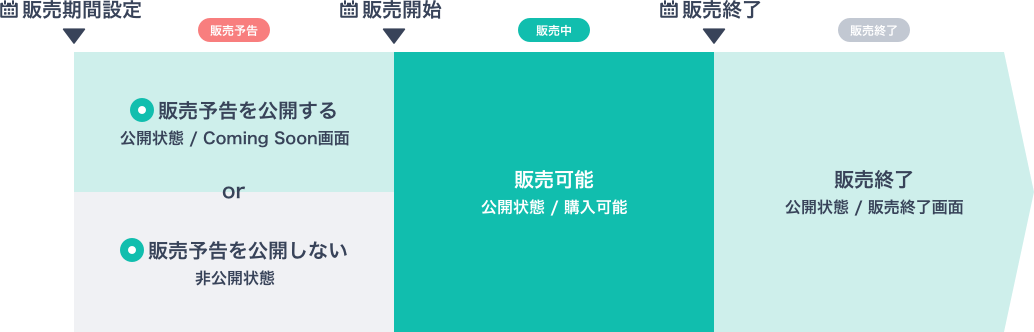 販売期間設定
販売開始
販売終了
販売予告
販売中
販売終了
販売予告を公開する
公開状態 / Coming Soon画面
or
販売予告を公開しない
非公開状態
販売可能
公開状態 / 購入可能
販売終了
公開状態 / 販売終了画面